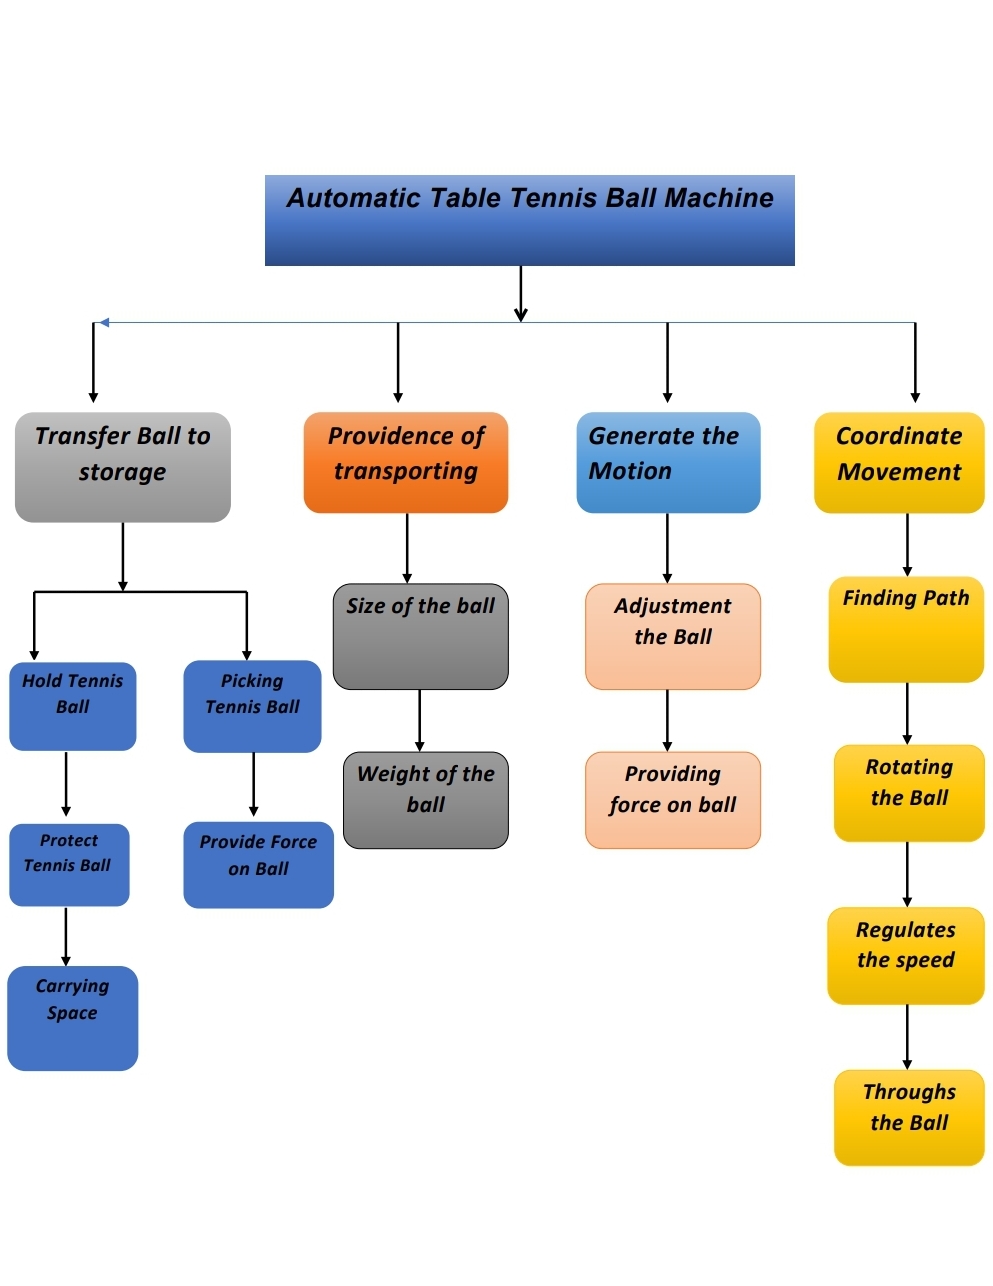 Automatic Table Tennis Ball Machine
Transfer Ball to
storage
Providence of
transporting
Generate the
Motion
Coordinate
Movement
Size of the ball
Adjustment
the Ball
Finding Path
Hold Tennis
Ball
Picking
Tennis Ball
Weight of the
ball
Providing
force on ball
Rotating
the Ball
Protect
Tennis Ball
Provide Force
on Ball
Regulates
the speed
Carrying
Space
Throughs
the Ball